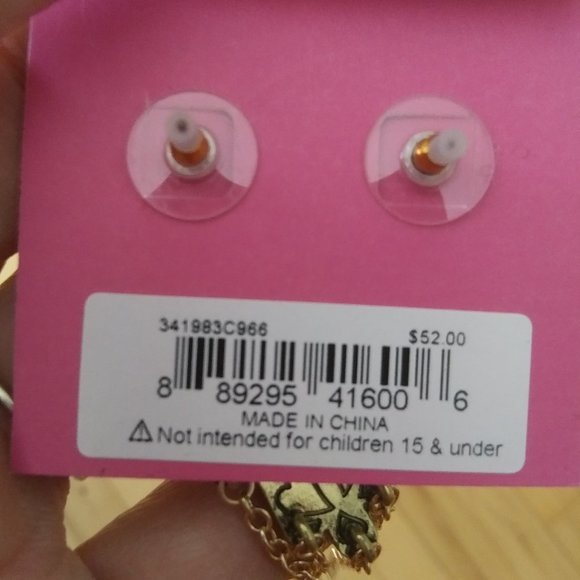 341983C966 $52.00
8 89295 41600 6
MADE IN CHINA
⚠ Not intended for children 15 & under